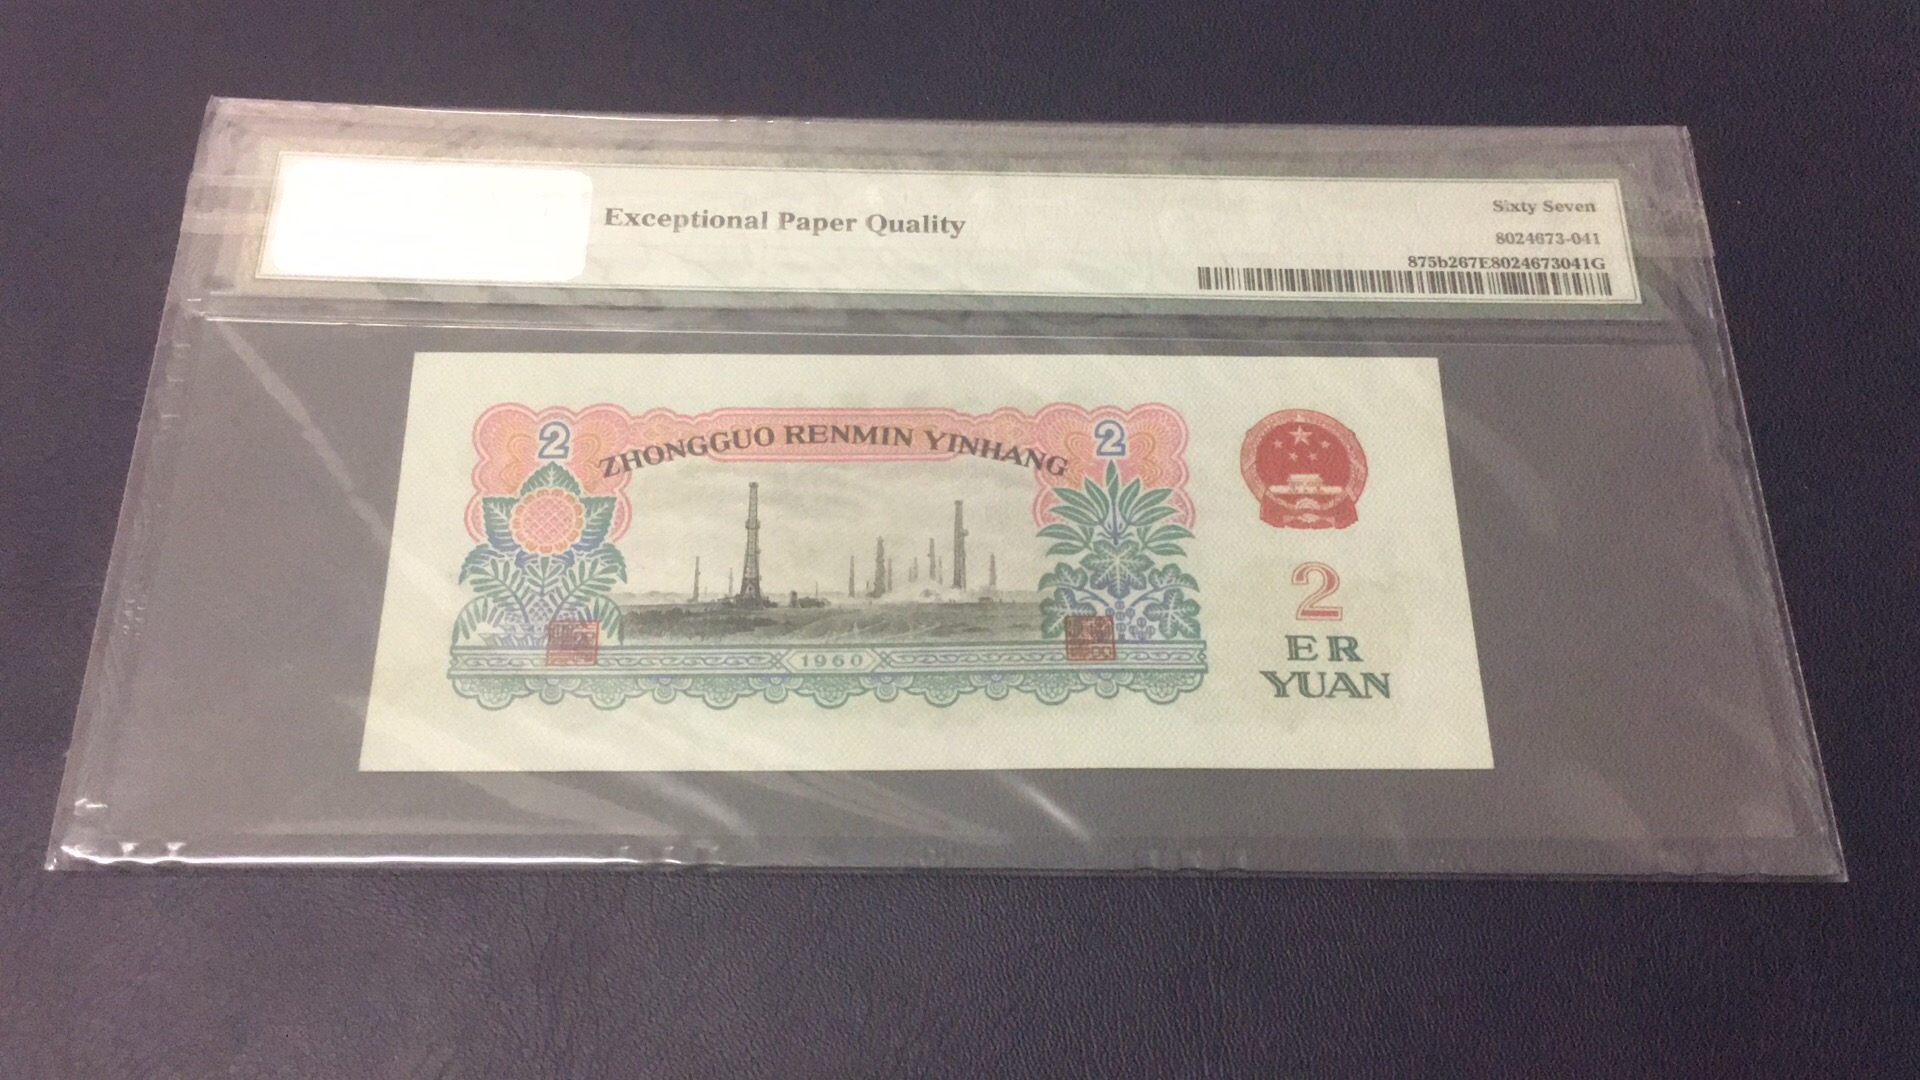 Exceptional Paper Quality
Sixty Seven
8024673-041
875b267E8024673041G
2 ZHONGGUO RENMIN YINHANG 2
1960
2
ER
YUAN